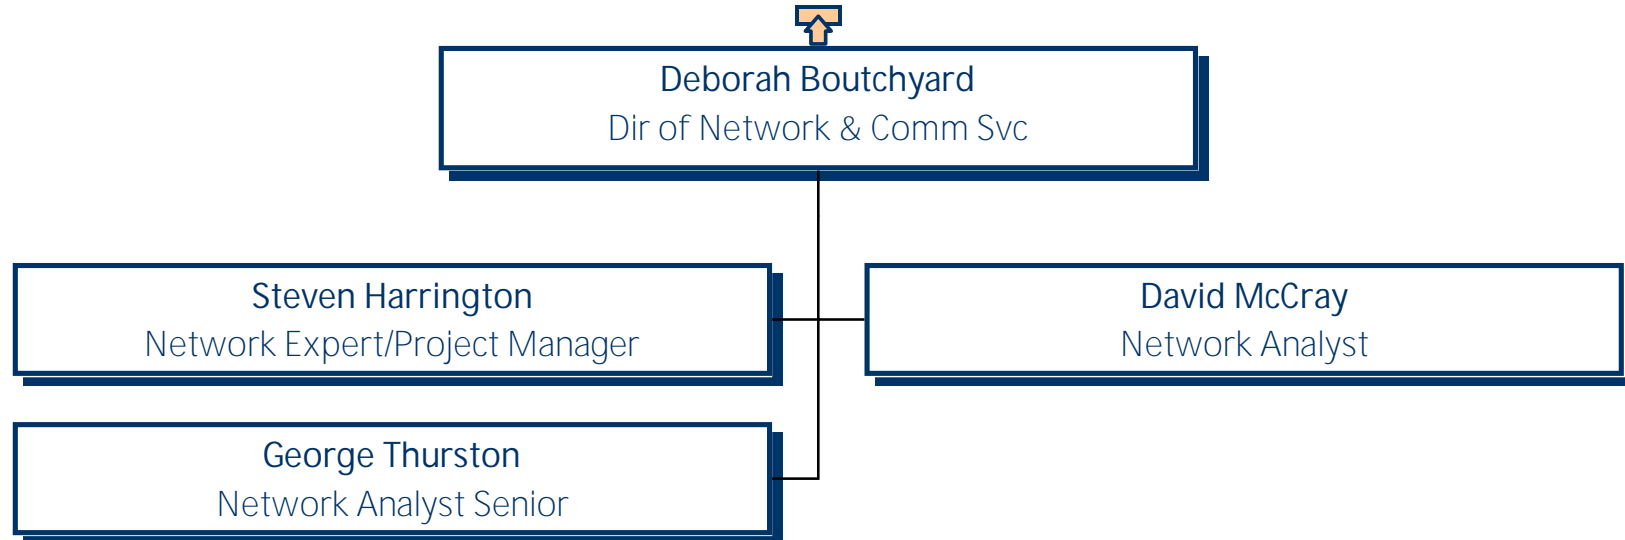 Deborah Boutchyard
Dir of Network & Comm Svc
Steven Harrington
Network Expert/Project Manager
David McCray
Network Analyst
George Thurston
Network Analyst Senior